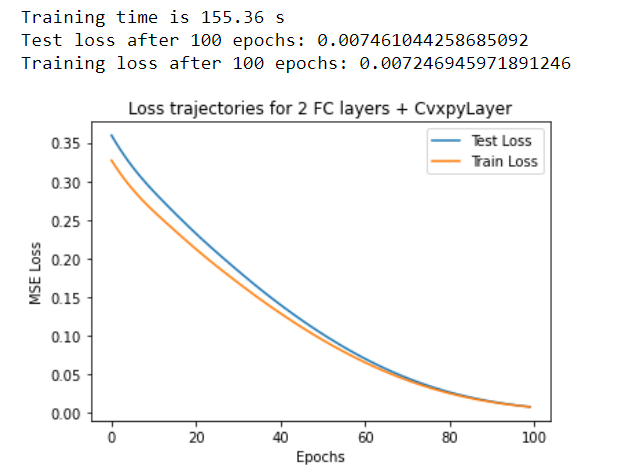 Training time is 155.36 s
Test loss after 100 epochs: 0.007461044258685092
Training loss after 100 epochs: 0.007246945971891246
Loss trajectories for 2 FC layers + CvxpyLayer
Test Loss
Train Loss
MSE Loss
0.35
0.30
0.25
0.20
0.15
0.10
0.05
0.00
0 20 40 60 80 100
Epochs